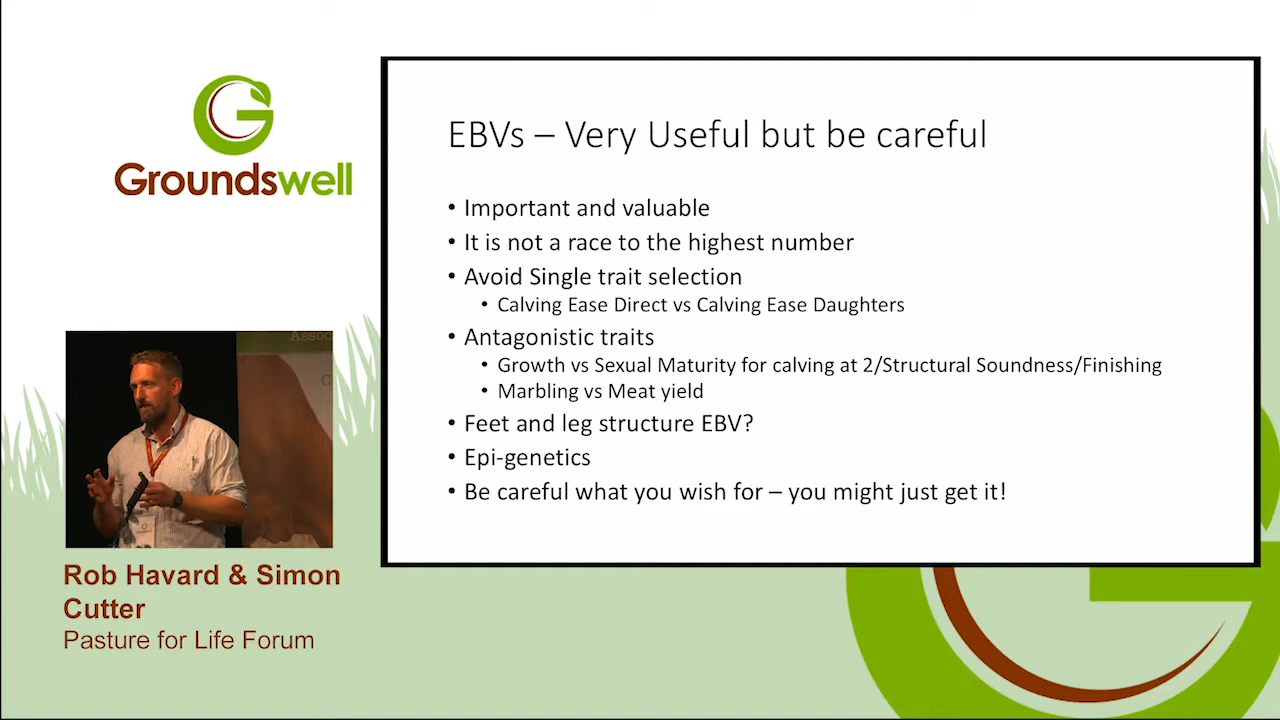 Groundswell
EBVs – Very Useful but be careful
• Important and valuable
• It is not a race to the highest number
• Avoid Single trait selection
• Calving Ease Direct vs Calving Ease Daughters
• Antagonistic traits
• Growth vs Sexual Maturity for calving at 2/Structural Soundness/Finishing
• Marbling vs Meat yield
• Feet and leg structure EBV?
• Epi-genetics
• Be careful what you wish for – you might just get it!
Rob Havard & Simon
Cutter
Pasture for Life Forum